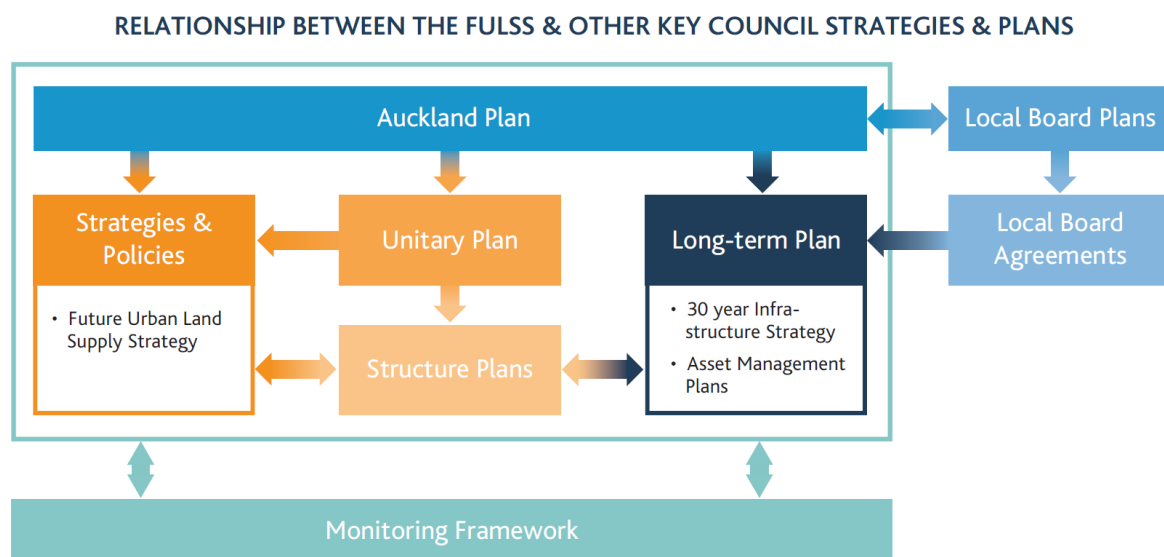 RELATIONSHIP BETWEEN THE FULSS & OTHER KEY COUNCIL STRATEGIES & PLANS
Auckland Plan
Local Board Plans
Strategies &
Policies
Unitary Plan
Long-term Plan
Local Board
Agreements
• Future Urban Land
Supply Strategy
Structure Plans
• 30 year Infra-
structure Strategy
• Asset Management
Plans
Monitoring Framework